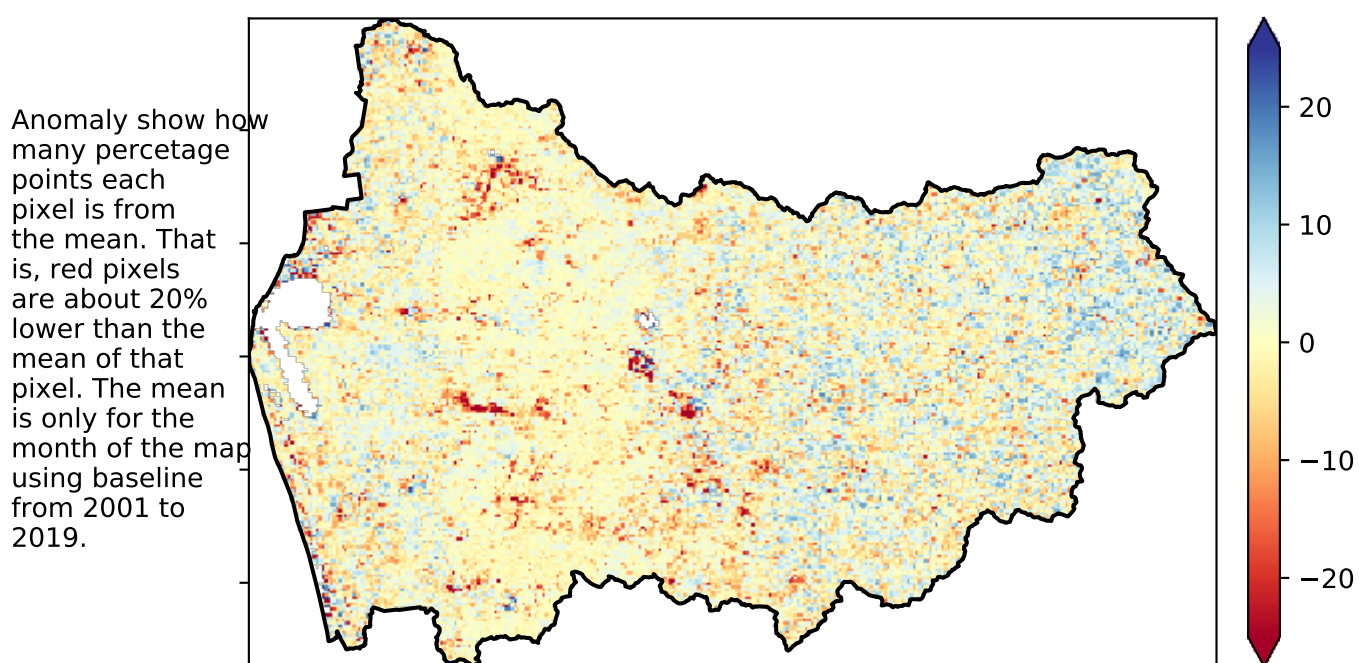 Anomaly show how
many percetage
points each
pixel is from
the mean. That
is, red pixels
are about 20%
lower than the
mean of that
pixel. The mean
is only for the
month of the map
using baseline
from 2001 to
2019.
20
10
0
−10
−20